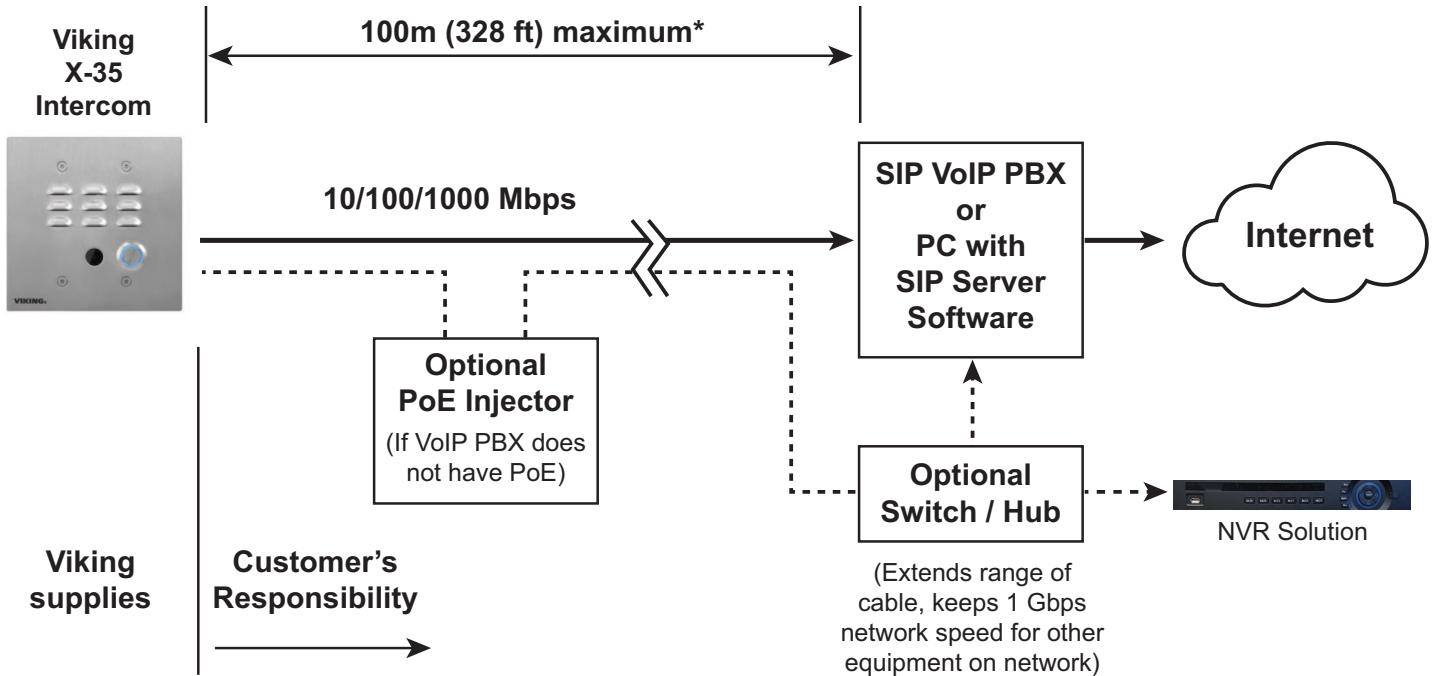 Viking
X-35
Intercom
100m (328 ft) maximum*
10/100/1000 Mbps
VIKING
SIP VoIP PBX
or
PC with
SIP Server
Software
Internet
Optional
PoE Injector
(If VoIP PBX does
not have PoE)
Optional
Switch / Hub
NVR Solution
(Extends range of
cable, keeps 1 Gbps
network speed for other
equipment on network)
Viking
supplies
Customer’s
Responsibility